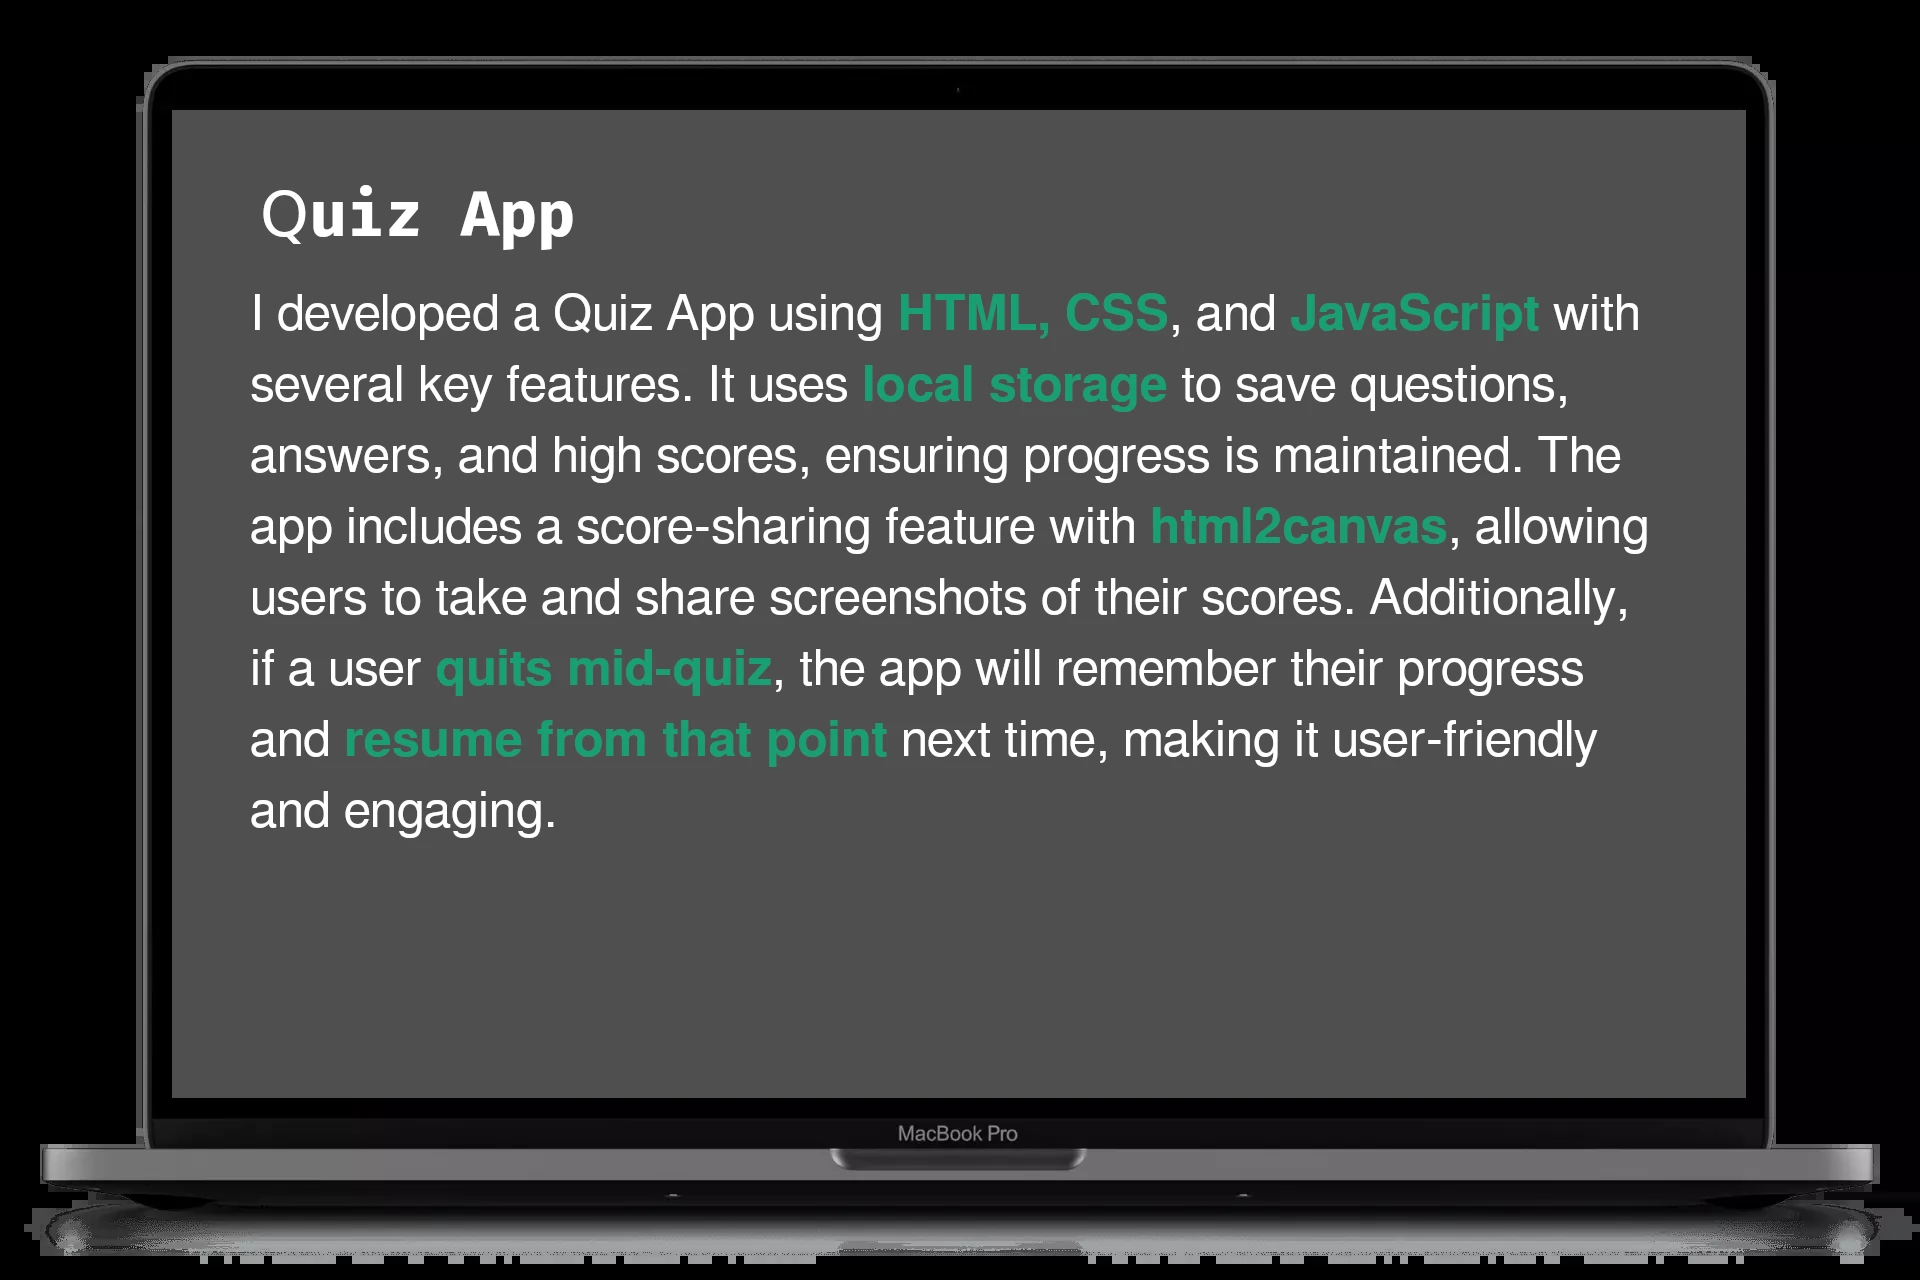 Quiz App
I developed a Quiz App using HTML, CSS, and JavaScript with
several key features. It uses local storage to save questions,
answers, and high scores, ensuring progress is maintained. The
app includes a score-sharing feature with html2canvas, allowing
users to take and share screenshots of their scores. Additionally,
if a user quits mid-quiz, the app will remember their progress
and resume from that point next time, making it user-friendly
and engaging.
MacBook Pro